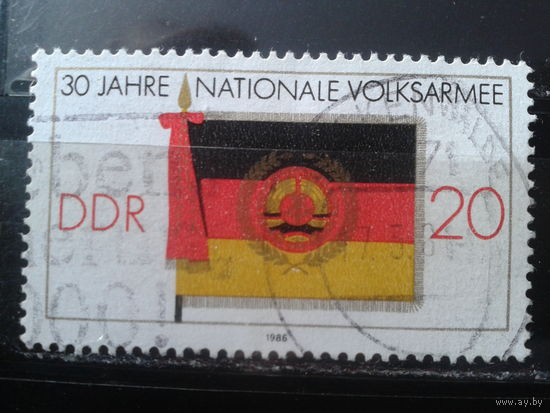 30 JAHRE NATIONALE VOLKSARMEE
DDR 20
1986
www.ay.by